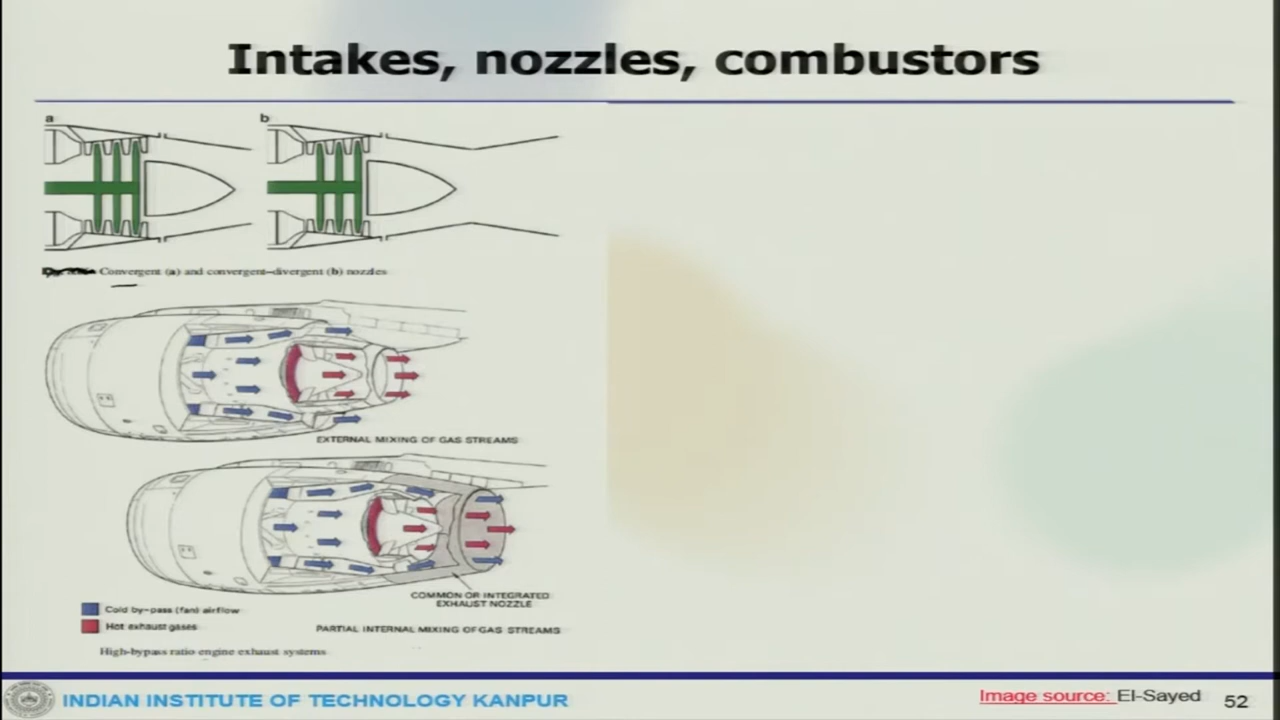 Intakes, nozzles, combustors
a
b
Convergent (a) and convergent–divergent (b) nozzles
EXTERNAL MIXING OF GAS STREAMS
COMMON OR INTEGRATED
EXHAUST NOZZLE
Cold by-pass (fan) airflow
Hot exhaust gases
PARTIAL INTERNAL MIXING OF GAS STREAMS
High-bypass ratio engine exhaust systems
INDIAN INSTITUTE OF TECHNOLOGY KANPUR
Image source: El-Sayed
52